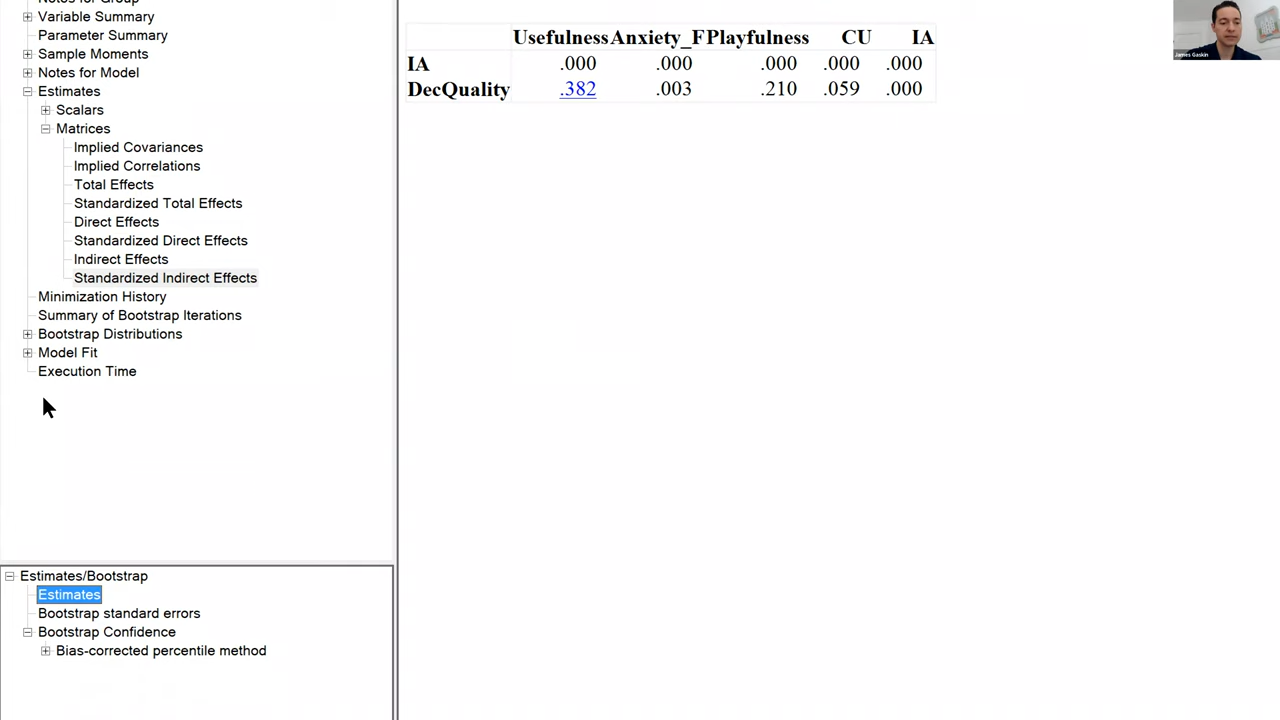 Notes for Group
Variable Summary
Parameter Summary
Sample Moments
Notes for Model
Estimates
Scalars
Matrices
Implied Covariances
Implied Correlations
Total Effects
Standardized Total Effects
Direct Effects
Standardized Direct Effects
Indirect Effects
Standardized Indirect Effects
Minimization History
Summary of Bootstrap Iterations
Bootstrap Distributions
Model Fit
Execution Time
Estimates/Bootstrap
Estimates
Bootstrap standard errors
Bootstrap Confidence
Bias-corrected percentile method
Usefulness Anxiety_F Playfulness CU IA
IA .000 .000 .000 .000 .000
DecQuality .382 .003 .210 .059 .000
James Gaskin